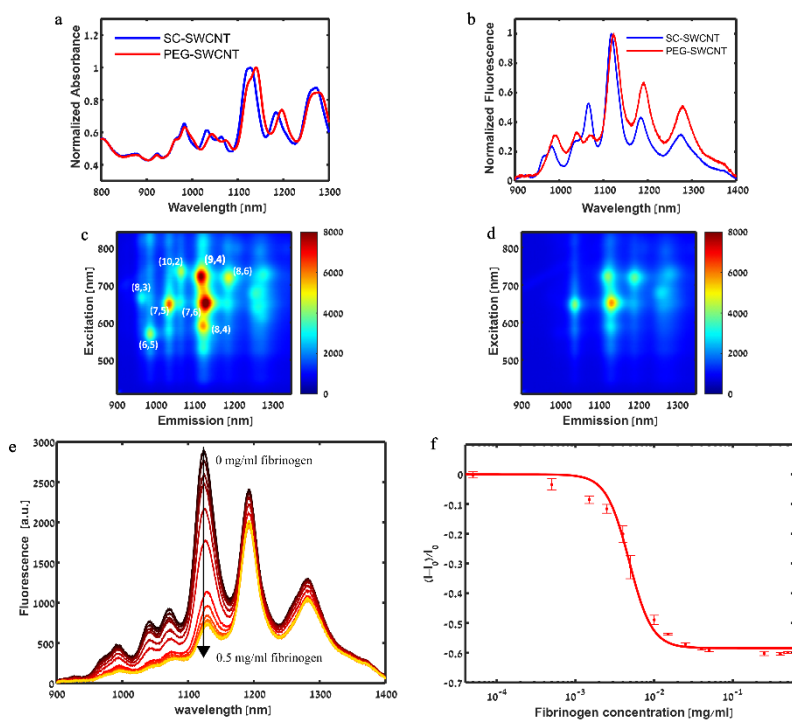 a
SC-SWCNT
PEG-SWCNT
Normalized Absorbance
1.2
1
0.8
0.6
0.4
800 900 1000 1100 1200 1300
Wavelength [nm]
b
SC-SWCNT
PEG-SWCNT
Normalized Fluorescence
1
0.8
0.6
0.4
0.2
0
900 1000 1100 1200 1300 1400
Wavelength [nm]
c
(10,2) (9,4)
(8,6)
(8,3)
(7,5) (7,6)
(8,4)
(6,5)
Excitation [nm]
800
700
600
500
900 1000 1100 1200 1300
Emmission [nm]
8000
6000
4000
2000
0
d
Excitation [nm]
800
700
600
500
900 1000 1100 1200 1300
Emmission [nm]
8000
6000
4000
2000
0
e
0 mg/ml fibrinogen
0.5 mg/ml fibrinogen
Fluorescence
[a.u.]
3000
2500
2000
1500
1000
500
0
900 1000 1100 1200 1300 1400
wavelength [nm]
f
(I-I0)/I0
0
-0.1
-0.2
-0.3
-0.4
-0.5
-0.6
-0.7
10-4 10-3 10-2 10-1
Fibrinogen concentration [mg/ml]